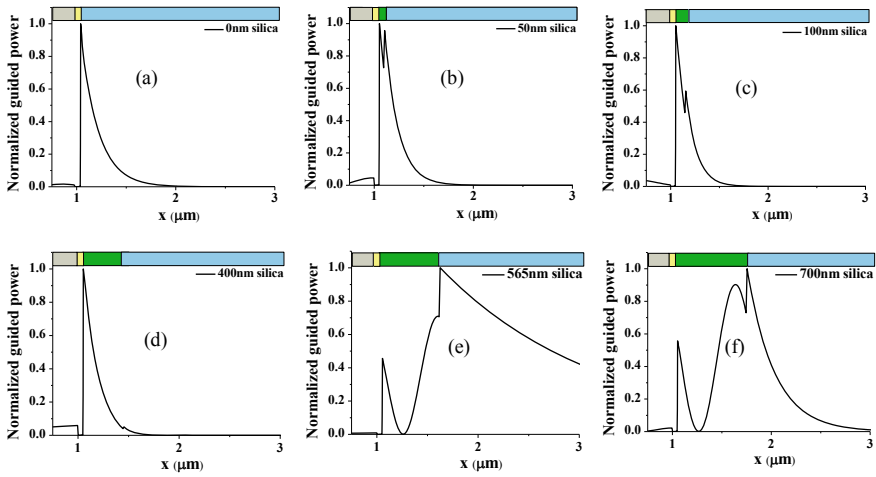 0nm silica
(a)
Normalized guided power
1.0
0.8
0.6
0.4
0.2
0.0
1 2 3
x (μm)
50nm silica
(b)
Normalized guided power
1.0
0.8
0.6
0.4
0.2
0.0
1 2 3
x (μm)
100nm silica
(c)
Normalized guided power
1.0
0.8
0.6
0.4
0.2
0.0
1 2 3
x (μm)
400nm silica
(d)
Normalized guided power
1.0
0.8
0.6
0.4
0.2
0.0
1 2 3
x (μm)
565nm silica
(e)
Normalized guided power
1.0
0.8
0.6
0.4
0.2
0.0
1 2 3
x (μm)
700nm silica
(f)
Normalized guided power
1.0
0.8
0.6
0.4
0.2
0.0
1 2 3
x (μm)